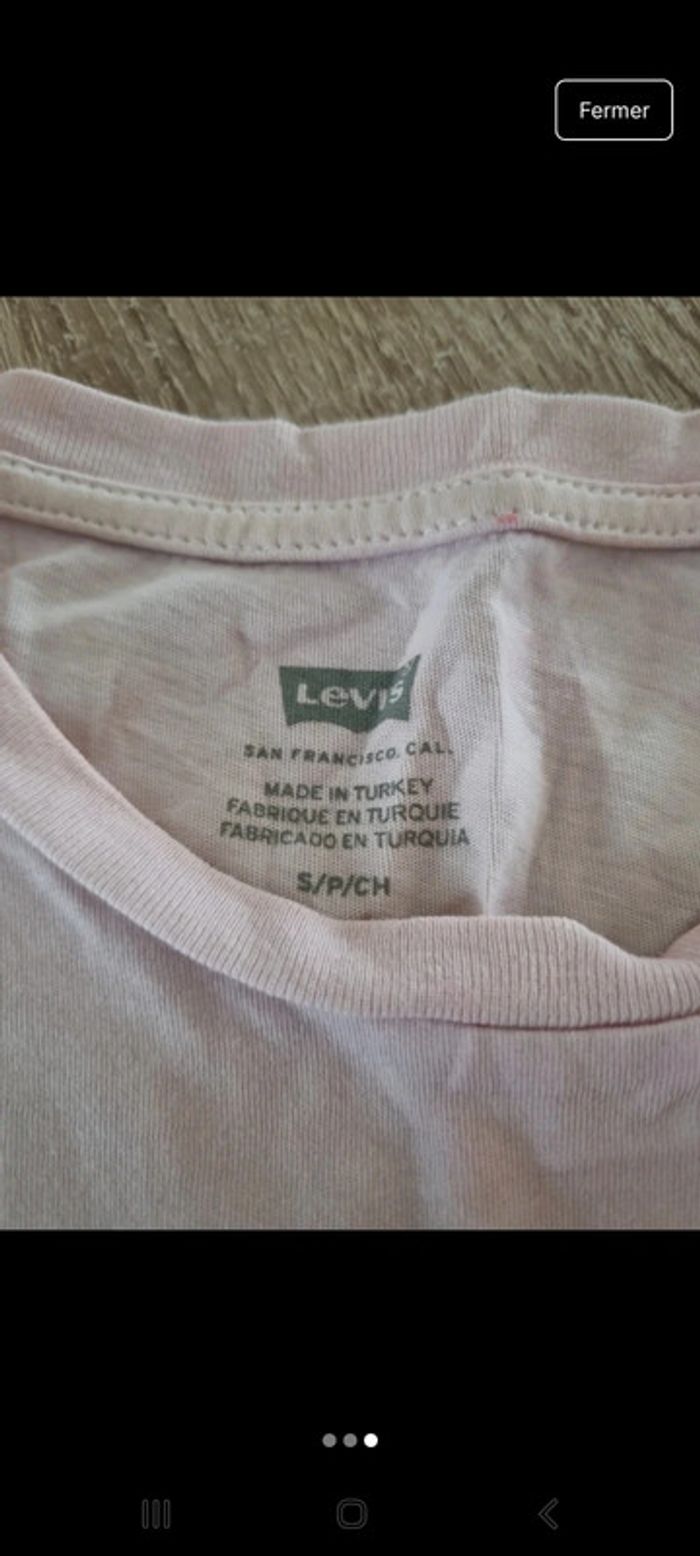 Fermer
Levi's
SAN FRANCISCO, CAL.
MADE IN TURKEY
FABRIQUE EN TURQUIE
FABRICADO EN TURQUIA
S/P/CH